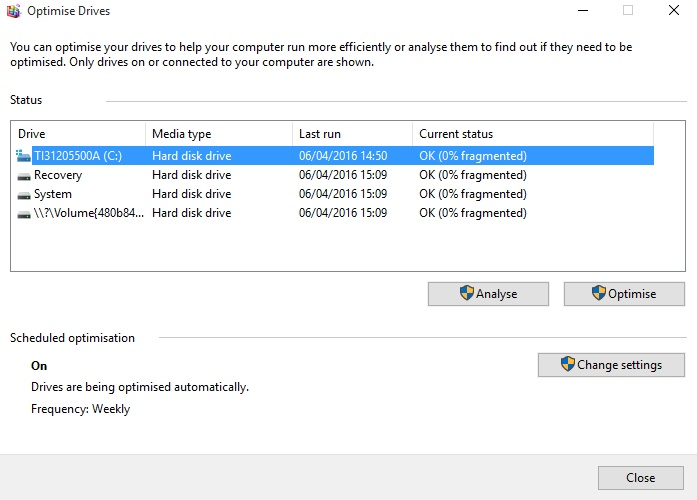 Optimise Drives
You can optimise your drives to help your computer run more efficiently or analyse them to find out if they need to be
optimised. Only drives on or connected to your computer are shown.
Status
Drive Media type Last run Current status
TI31205500A (C:) Hard disk drive 06/04/2016 14:50 OK (0% fragmented)
Recovery Hard disk drive 06/04/2016 15:09 OK (0% fragmented)
System Hard disk drive 06/04/2016 15:09 OK (0% fragmented)
\\?\Volume{480b84... Hard disk drive 06/04/2016 15:09 OK (0% fragmented)
Analyse Optimise
Scheduled optimisation
On
Change settings
Drives are being optimised automatically.
Frequency: Weekly
Close